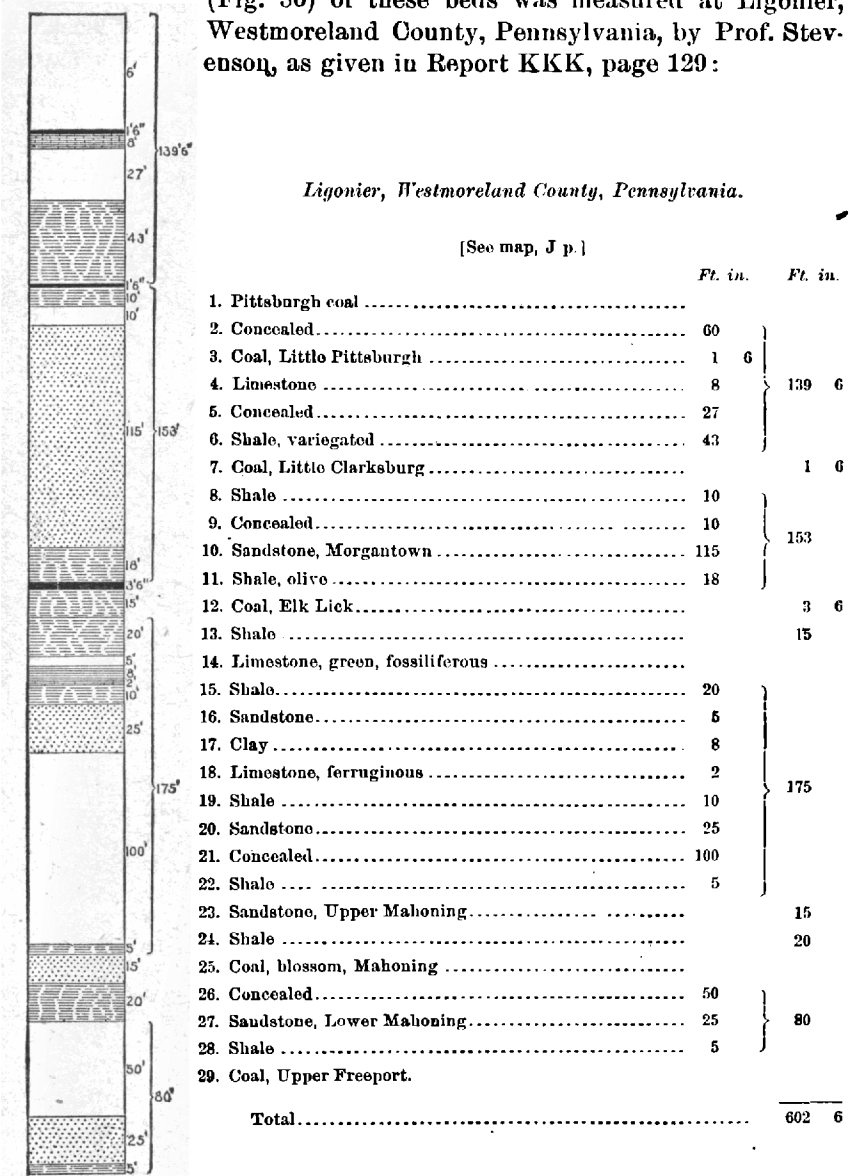 (Fig. 30) of these beds was measured at Ligonier,
Westmoreland County, Pennsylvania, by Prof. Stev-
enson, as given in Report KKK, page 129:
Ligonier, Westmoreland County, Pennsylvania.
[See map, J p.]
Ft. in. Ft. in.
1. Pittsburgh coal
2. Concealed 60
3. Coal, Little Pittsburgh 1 6
4. Limestone 8 139 6
5. Concealed 27
6. Shale, variegated 43
7. Coal, Little Clarksburg 1 6
8. Shale 10
9. Concealed 10
153
10. Sandstone, Morgantown 115
11. Shale, olive 18
12. Coal, Elk Lick 3 6
13. Shale 15
14. Limestone, green, fossiliferous
15. Shale 20
16. Sandstone 5
17. Clay 8
18. Limestone, ferruginous 2
175
19. Shale 10
20. Sandstone 25
21. Concealed 100
22. Shale 5
23. Sandstone, Upper Mahoning 15
24. Shale 20
25. Coal, blossom, Mahoning
26. Concealed 50
27. Sandstone, Lower Mahoning 25 80
28. Shale 5
29. Coal, Upper Freeport.
Total 602 6
6'
1'6"
8'
139'6"
27'
43'
1'6"
10'
10'
115'
153'
18'
3'6"
15'
20'
5'
8'
2'
10'
25'
175'
100'
5'
15'
20'
50'
80'
25'
5'